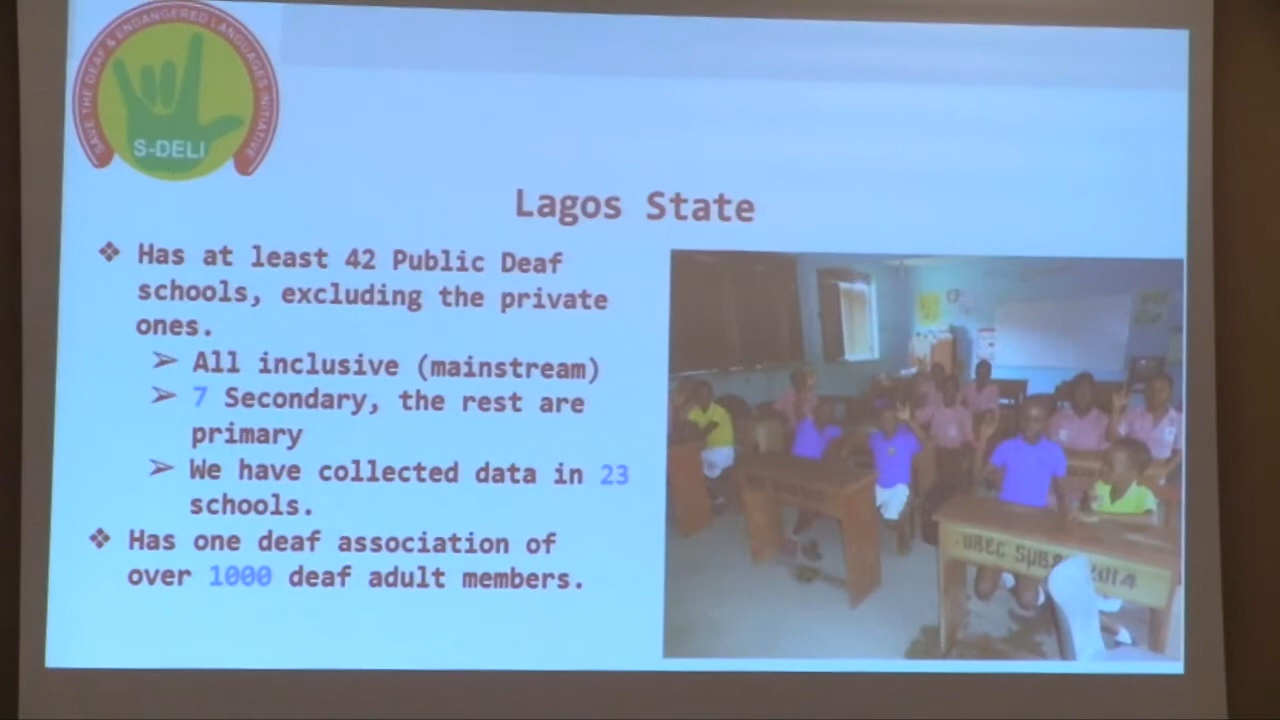 SAVE THE DEAF & ENDANGERED LANGUAGES INITIATIVE
S-DELI
Lagos State
❖ Has at least 42 Public Deaf
schools, excluding the private
ones.
➢ All inclusive (mainstream)
➢ 7 Secondary, the rest are
primary
➢ We have collected data in 23
schools.
❖ Has one deaf association of
over 1000 deaf adult members.
UBEC SUBEB 2014